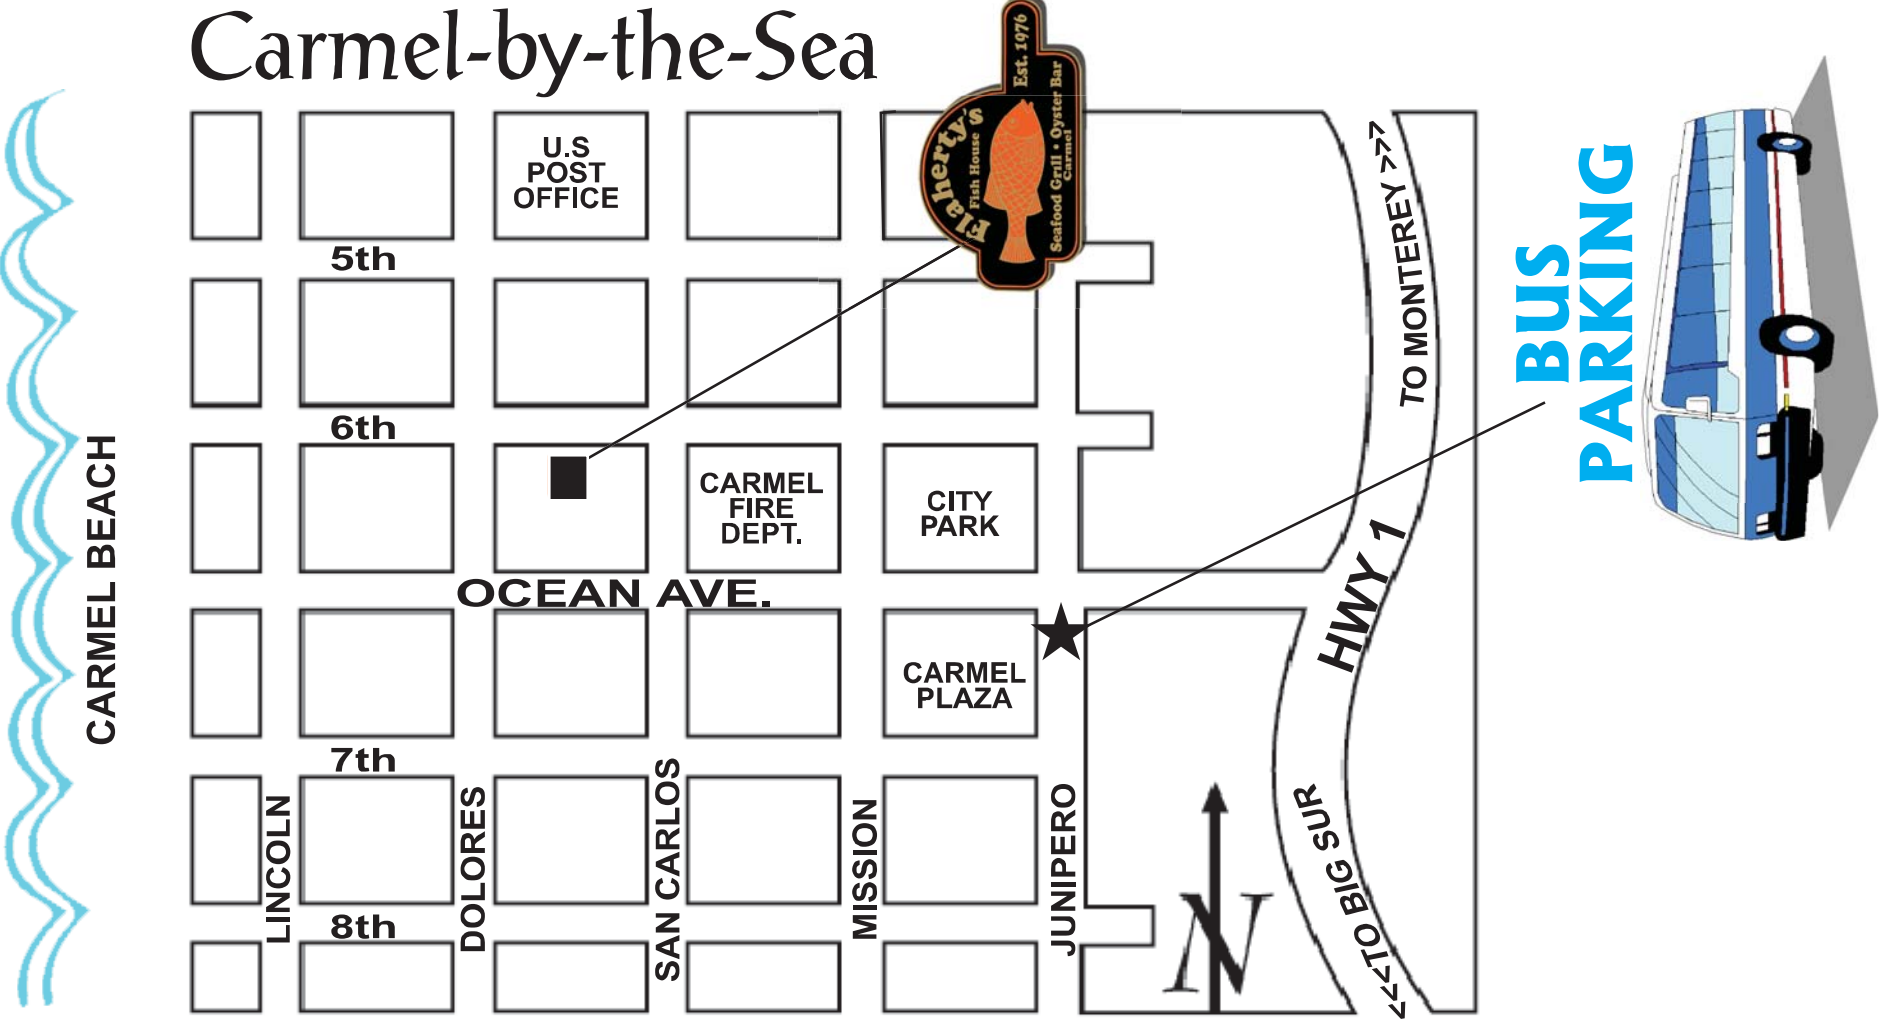 Carmel-by-the-Sea
Flaherty's
Fish House
Est. 1976
Seafood Grill • Oyster Bar
Carmel
U.S
POST
OFFICE
5th
6th
CARMEL
FIRE
DEPT.
CITY
PARK
OCEAN AVE.
CARMEL
PLAZA
7th
8th
CARMEL BEACH
LINCOLN
DOLORES
SAN CARLOS
MISSION
JUNIPERO
N
TO MONTEREY >>>
HWY 1
<<<TO BIG SUR
BUS
PARKING